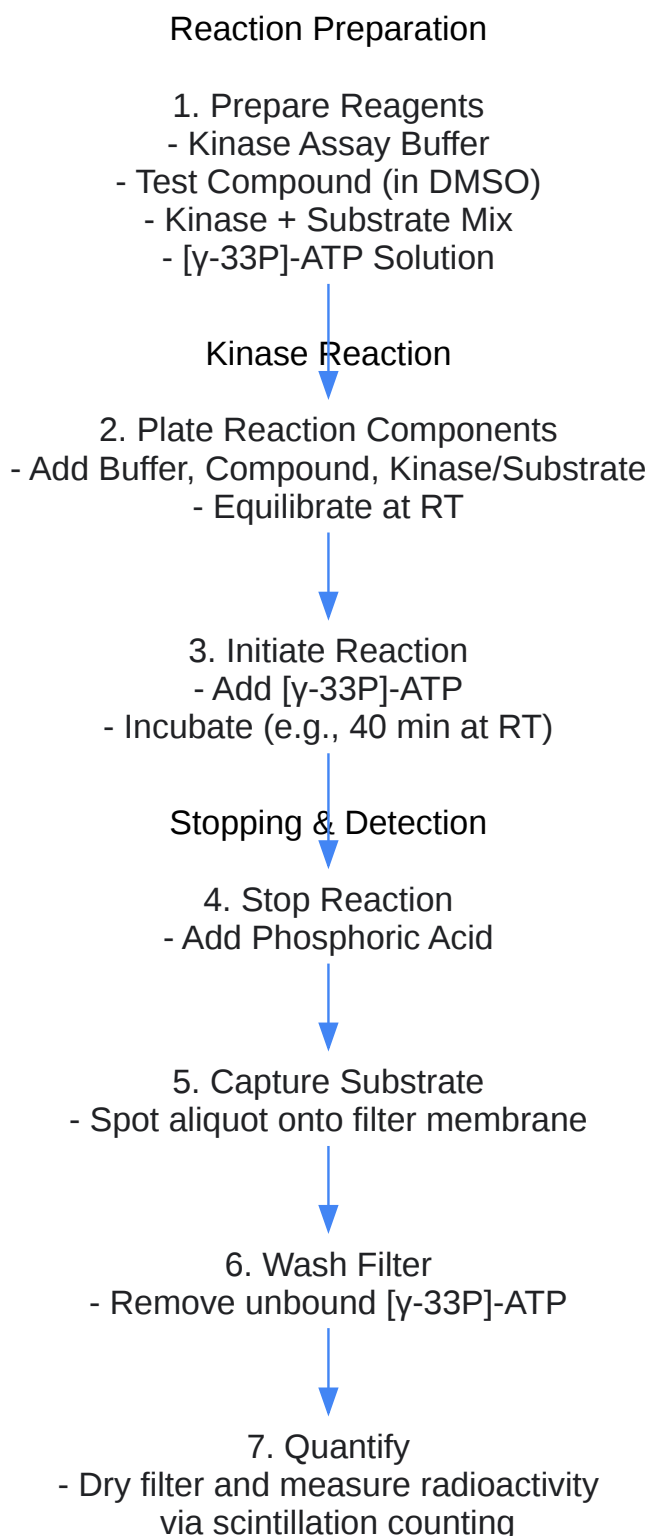 Reaction Preparation
1. Prepare Reagents
- Kinase Assay Buffer
- Test Compound (in DMSO)
- Kinase + Substrate Mix
- [γ-33P]-ATP Solution
Kinase Reaction
2. Plate Reaction Components
- Add Buffer, Compound, Kinase/Substrate
- Equilibrate at RT
3. Initiate Reaction
- Add [γ-33P]-ATP
- Incubate (e.g., 40 min at RT)
Stopping & Detection
4. Stop Reaction
- Add Phosphoric Acid
5. Capture Substrate
- Spot aliquot onto filter membrane
6. Wash Filter
- Remove unbound [γ-33P]-ATP
7. Quantify
- Dry filter and measure radioactivity
via scintillation counting